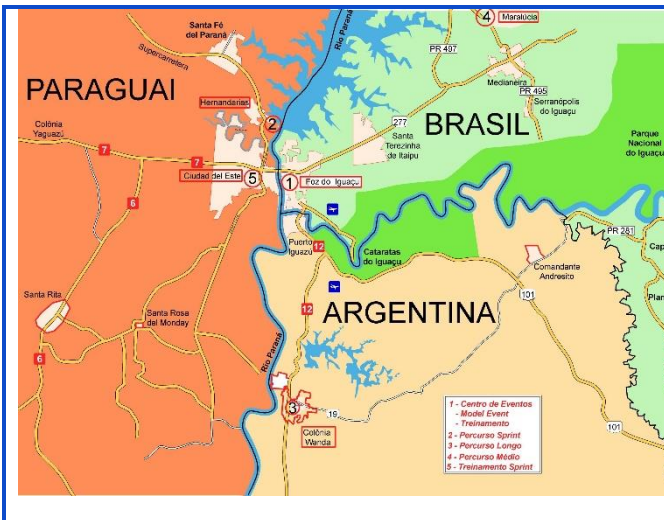 Santa Fé
del Paraná
Supercarretera
Rio Paraná
4
Maralúcia
PR 497
Medianeira
PARAGUAI
Hernandarias
2
PR 495
Serranópolis
do Iguaçu
Colônia
Yaguazú
BRASIL
277
Santa
Terezinha
de Itaipu
Parque
Nacional
do Iguaçu
7
7
Ciudad del Este
5
1
Foz do Iguaçu
6
Puerto
Iguazú
12
Cataratas
do Iguaçu
PR 281
Cap
Comandante
Andresito
Plan
Santa Rita
Santa Rosa
del Monday
101
12
ARGENTINA
6
Rio Paraná
3
19
Colônia
Wanda
101
1 - Centro de Eventos
- Model Event
- Treinamento
2 - Percurso Sprint
3 - Percurso Longo
4 - Percurso Médio
5 - Treinamento Sprint